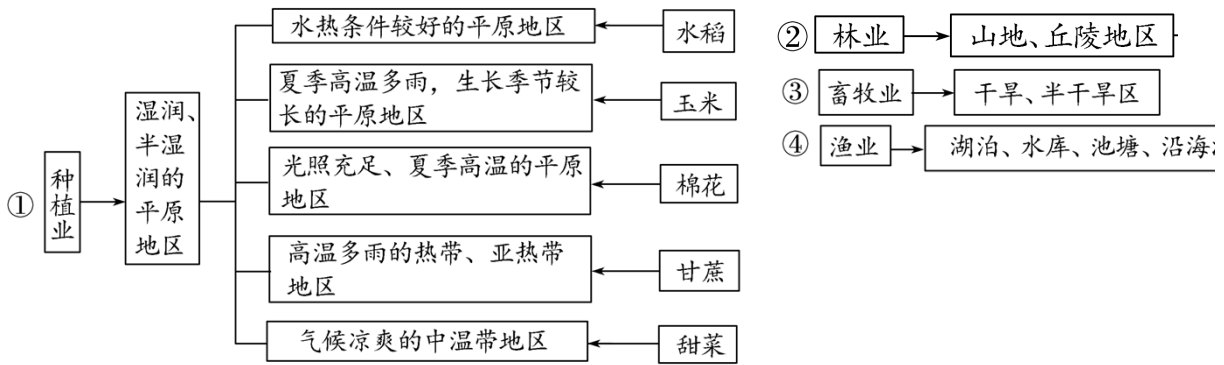 ①
种植业
湿润、
半湿
润的
平原
地区
水热条件较好的平原地区
水稻
夏季高温多雨，生长季节较
长的平原地区
玉米
光照充足、夏季高温的平原
地区
棉花
高温多雨的热带、亚热带
地区
甘蔗
气候凉爽的中温带地区
甜菜
② 林业 山地、丘陵地区
③ 畜牧业 干旱、半干旱区
④ 渔业 湖泊、水库、池塘、沿海